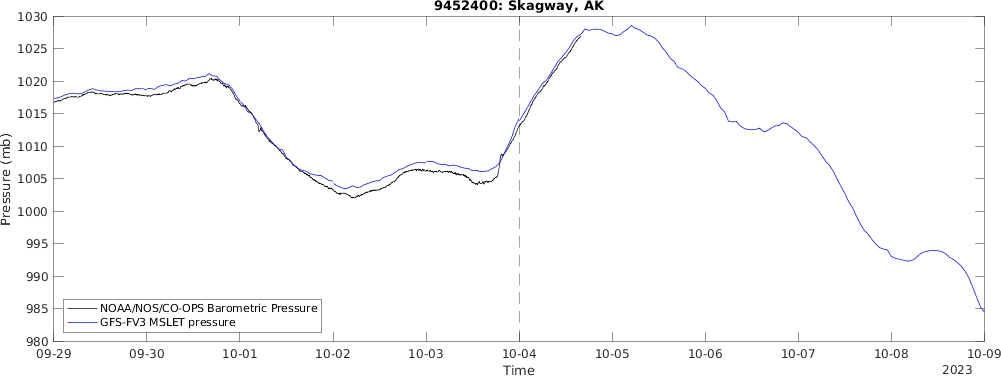 9452400: Skagway, AK
1030
1025
1020
1015
1010
1005
1000
995
990
985
980
Pressure (mb)
NOAA/NOS/CO-OPS Barometric Pressure
GFS-FV3 MSLET pressure
09-29 09-30 10-01 10-02 10-03 10-04 10-05 10-06 10-07 10-08 10-09
Time
2023